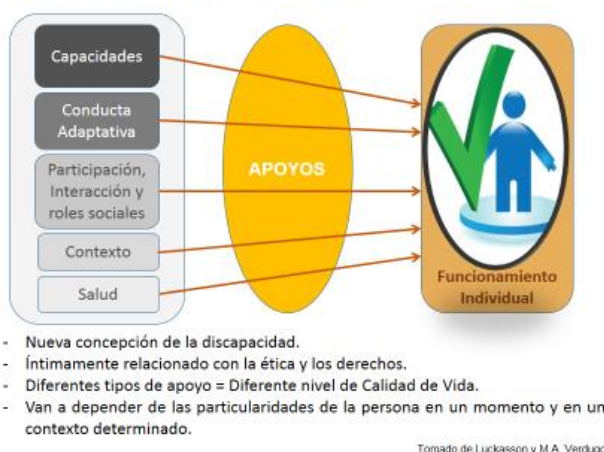 Capacidades
Conducta
Adaptativa
Participación,
Interacción y
roles sociales
Contexto
Salud
APOYOS
Funcionamiento
Individual
- Nueva concepción de la discapacidad.
- Íntimamente relacionado con la ética y los derechos.
- Diferentes tipos de apoyo = Diferente nivel de Calidad de Vida.
- Van a depender de las particularidades de la persona en un momento y en un
contexto determinado.
Tomado de Luckasson y M.A. Verdugo